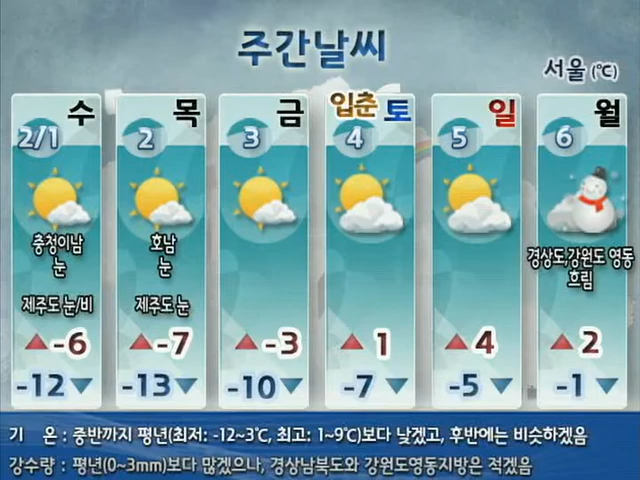 주간날씨
서울 (℃)
수 목 금 입춘 토 일 월
2/1 2 3 4 5 6
충청이남
눈
제주도 눈/비
호남
눈
제주도 눈
경상도,강원도 영동
흐림
-6 -7 -3 1 4 2
-12 -13 -10 -7 -5 -1
기 온 : 중반까지 평년(최저: -12~3℃, 최고: 1~9℃)보다 낮겠고, 후반에는 비슷하겠음
강수량 : 평년(0~3mm)보다 많겠으나, 경상남북도와 강원도영동지방은 적겠음